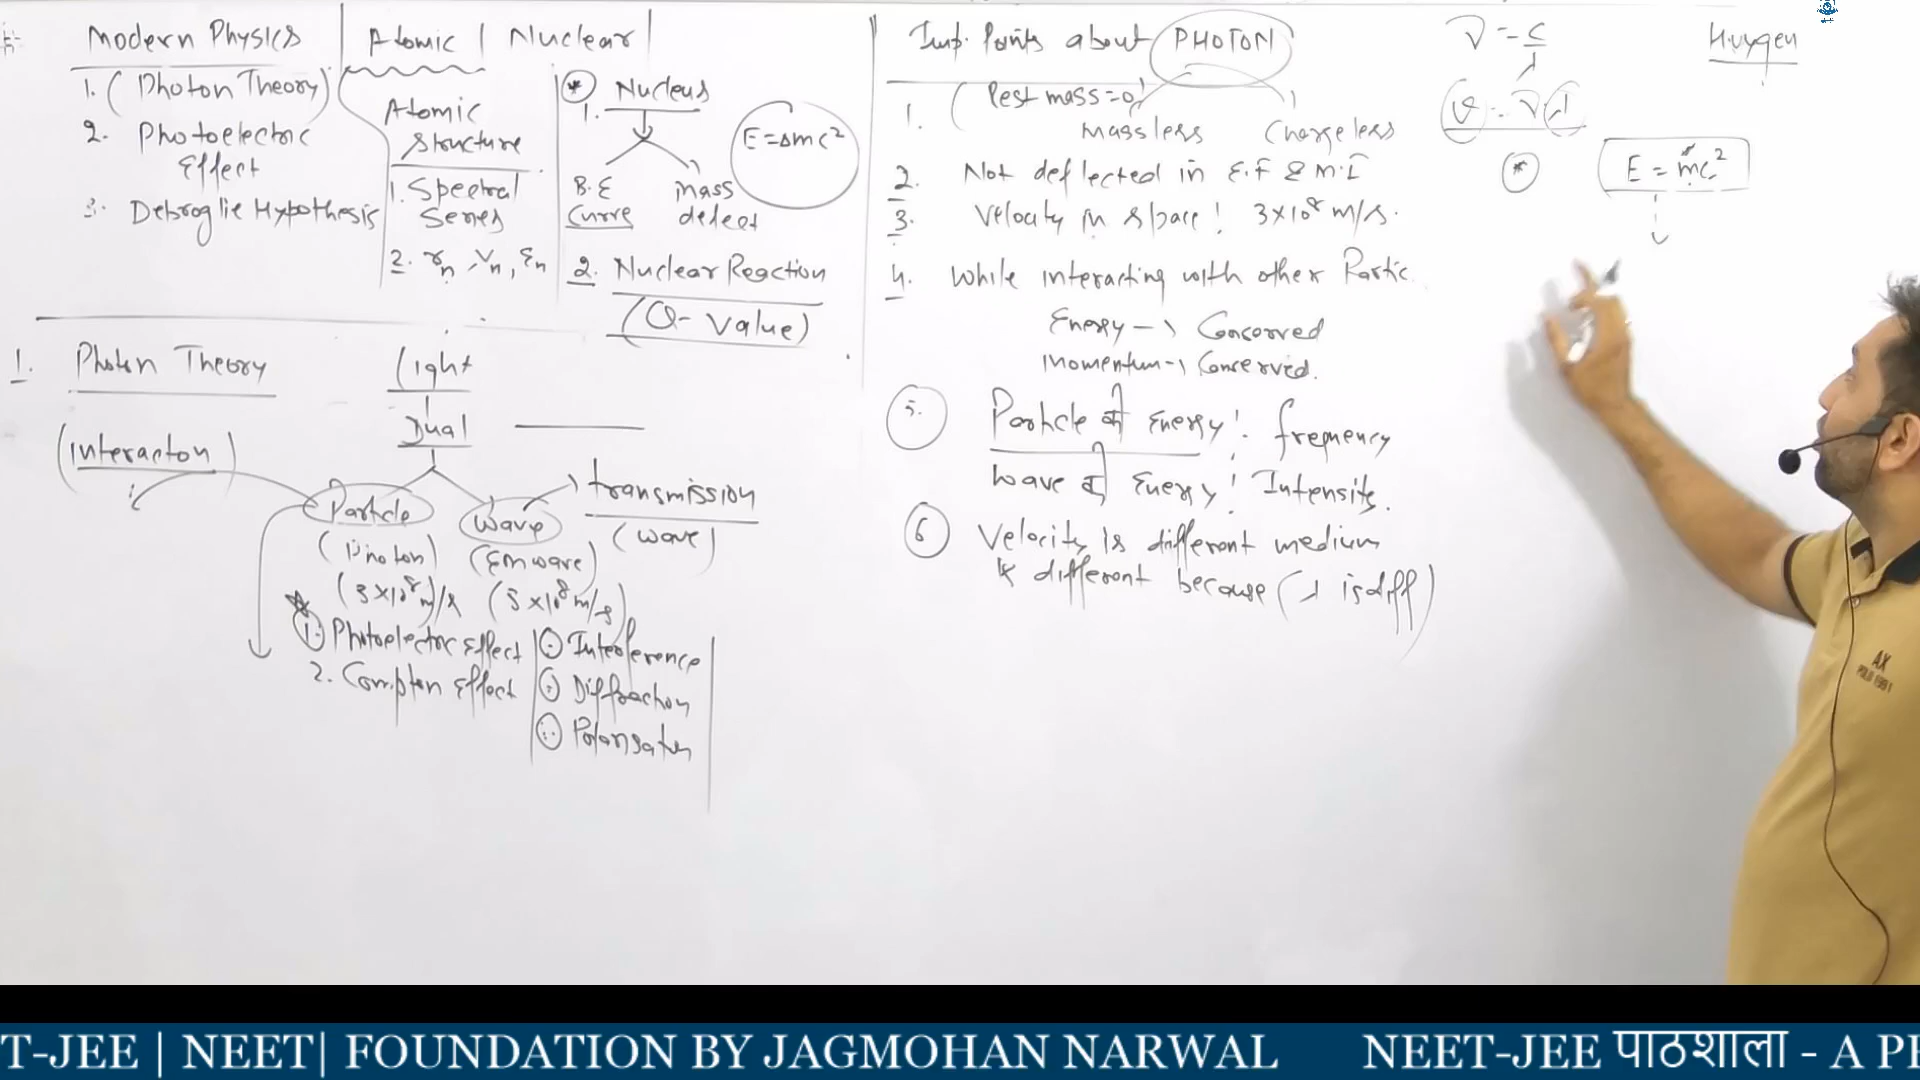 Modern Physics | Atomic | Nuclear |
1. (Photon Theory)
2. Photoelectric
Effect
3. Debroglie Hypothesis
Atomic
Structure
1. Spectral
Series
2. rn, Vn, En
* Nucleus
1.
B.E
Curve
mass
defect
E=Δmc²
2. Nuclear Reaction
(Q-value)
1. Photon Theory
(Interacton)
Light
Dual
Particle
(Photon)
(3×10⁸ m/s)
1. Photoelectric Effect
2. Compton Effect
Wave
(Em wave)
(3×10⁸ m/s)
Interference
Diffraction
Polarisation
transmission
(wave)
Imp. Points about PHOTON
1. (Rest mass=0)
massless
Chargeless
2. Not deflected in E.F & M.F
3. Velocity in space! 3×10⁸ m/s.
4. While interacting with other Partic.
Energy → Conserved
Momentum → Conserved.
5. Particle की Energy! frequency
Wave की Energy! Intensity.
6 Velocity is different medium
is different because (λ is diff)
ν = c/λ
v = νλ
* E = mc²
Huygen
AX
T-JEE | NEET| FOUNDATION BY JAGMOHAN NARWAL NEET-JEE पाठशाला - A P